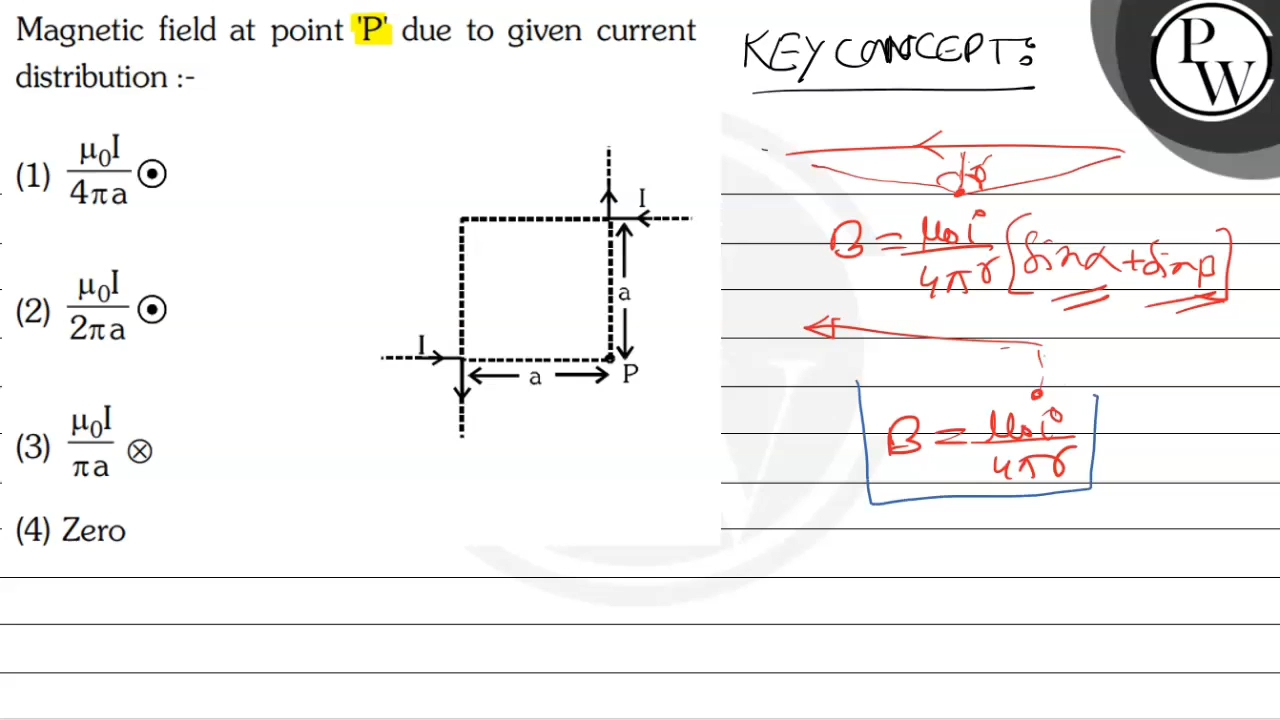 Magnetic field at point 'P' due to given current
distribution :-
(1) μ₀I / 4πa ⊙
(2) μ₀I / 2πa ⊙
(3) μ₀I / πa ⊗
(4) Zero
I
a
I
a
P
KEY CONCEPT:
r
B = μ₀i / 4πr [sinα + sinβ]
B = μ₀i / 4πr
P
W